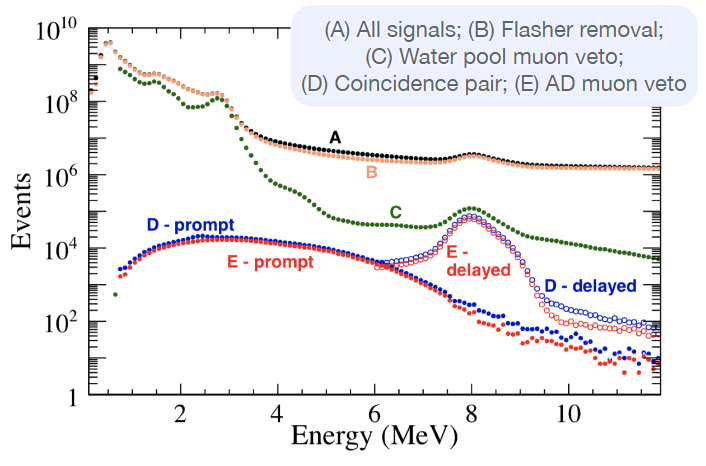 (A) All signals; (B) Flasher removal;
(C) Water pool muon veto;
(D) Coincidence pair; (E) AD muon veto
10^10
10^8
10^6
10^4
10^2
1
Events
A
B
C
D - prompt
E - prompt
E -
delayed
D - delayed
2
4
6
8
10
Energy (MeV)